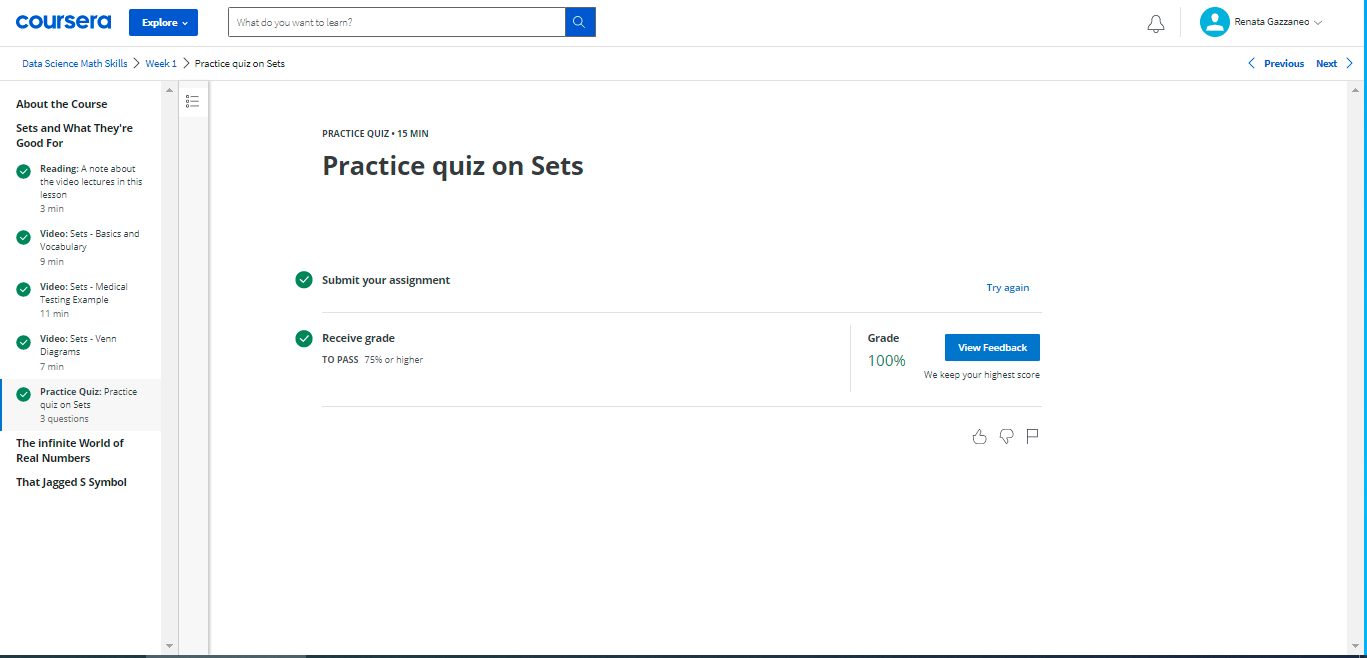 coursera
Explore
What do you want to learn?
Renata Gazzaneo
Data Science Math Skills > Week 1 > Practice quiz on Sets
< Previous Next >
About the Course
Sets and What They're
Good For
Reading: A note about
the video lectures in this
lesson
3 min
Video: Sets - Basics and
Vocabulary
9 min
Video: Sets - Medical
Testing Example
11 min
Video: Sets - Venn
Diagrams
7 min
Practice Quiz: Practice
quiz on Sets
3 questions
The infinite World of
Real Numbers
That Jagged S Symbol
PRACTICE QUIZ • 15 MIN
Practice quiz on Sets
Submit your assignment
Try again
Receive grade
TO PASS 75% or higher
Grade
100%
View Feedback
We keep your highest score